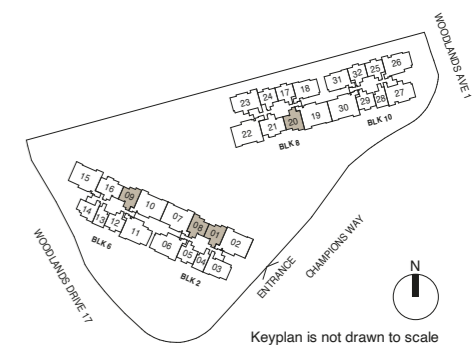 WOODLANDS AVE 1
23 24 17 18 31 32 25 26
22 21 20 19 30 29 28 27
BLK 8
BLK 10
15 16 09 10 07 08 01 02
14 13 12 11 06 05 04 03
BLK 6
BLK 2
WOODLANDS DRIVE 17
ENTRANCE
CHAMPIONS WAY
N
Keyplan is not drawn to scale